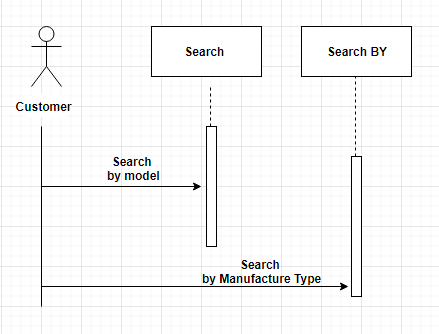 Search
Search BY
Customer
Search
by model
Search
by Manufacture Type